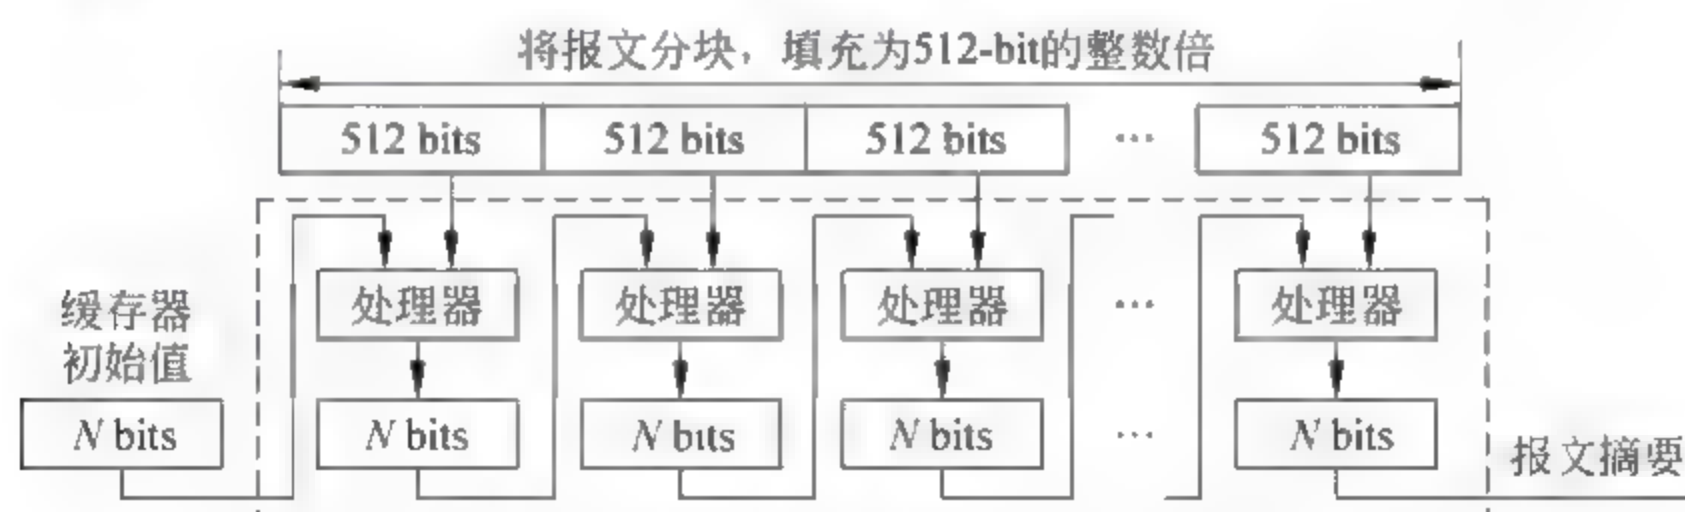 将报文分块，填充为512-bit的整数倍
512 bits 512 bits 512 bits … 512 bits
缓存器
初始值
处理器 处理器 处理器 … 处理器
N bits N bits N bits N bits … N bits
报文摘要